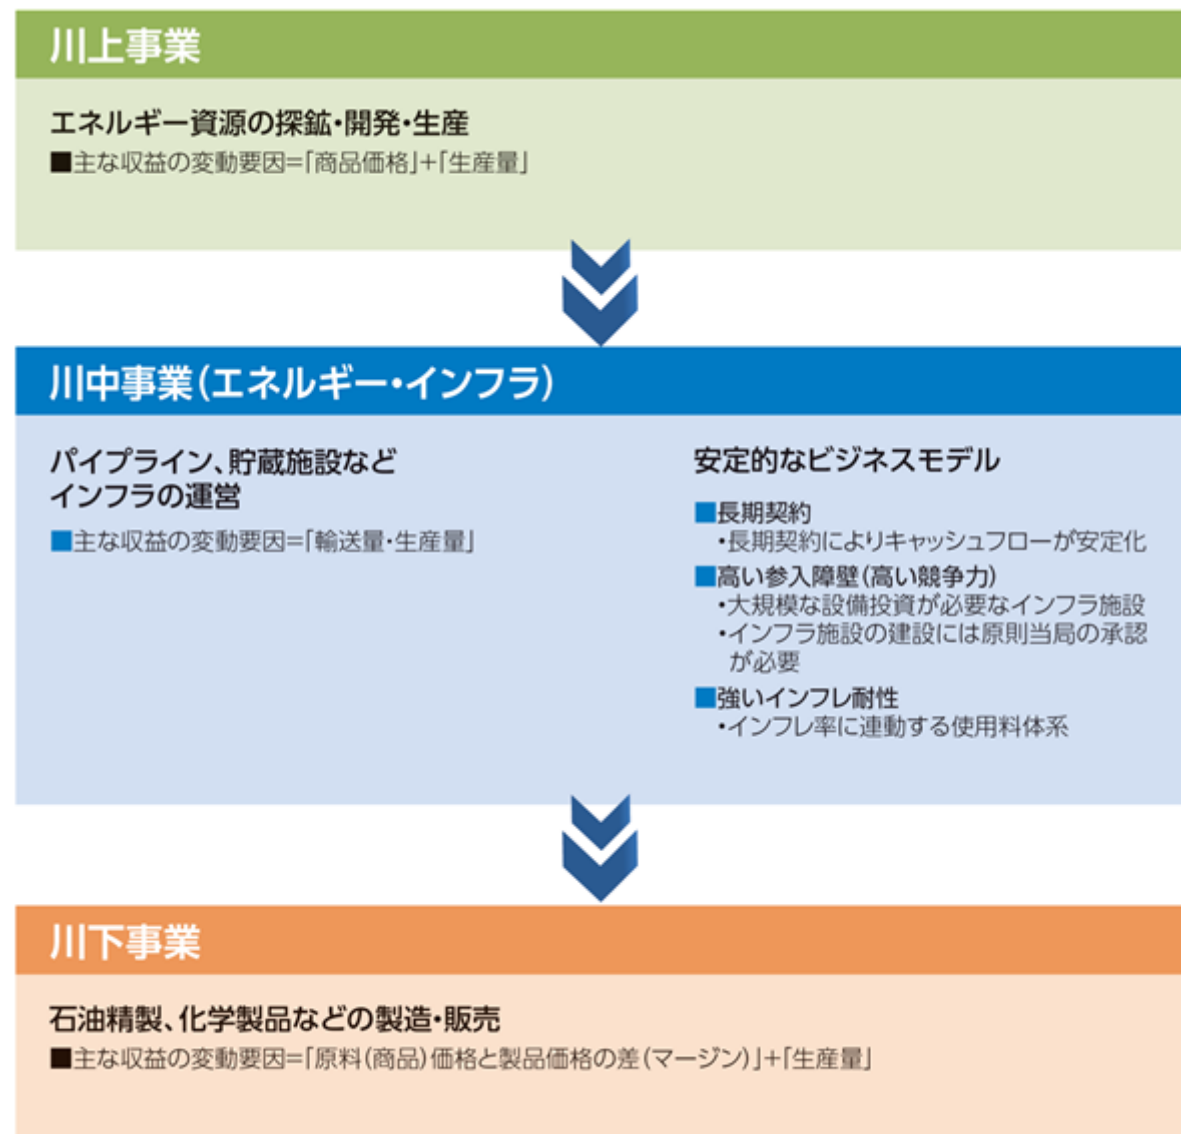 川上事業
エネルギー資源の探鉱・開発・生産
■主な収益の変動要因=「商品価格」+「生産量」
川中事業(エネルギー・インフラ)
パイプライン、貯蔵施設など
インフラの運営
■主な収益の変動要因=「輸送量・生産量」
安定的なビジネスモデル
■長期契約
・長期契約によりキャッシュフローが安定化
■高い参入障壁(高い競争力)
・大規模な設備投資が必要なインフラ施設
・インフラ施設の建設には原則当局の承認
が必要
■強いインフレ耐性
・インフレ率に連動する使用料体系
川下事業
石油精製、化学製品などの製造・販売
■主な収益の変動要因=「原料(商品)価格と製品価格の差(マージン)」+「生産量」